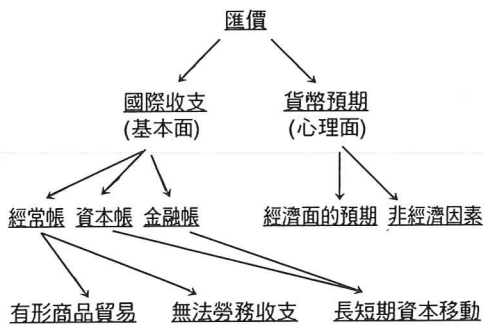 匯價
國際收支 貨幣預期
(基本面) (心理面)
經常帳 資本帳 金融帳 經濟面的預期 非經濟因素
有形商品貿易 無法勞務收支 長短期資本移動